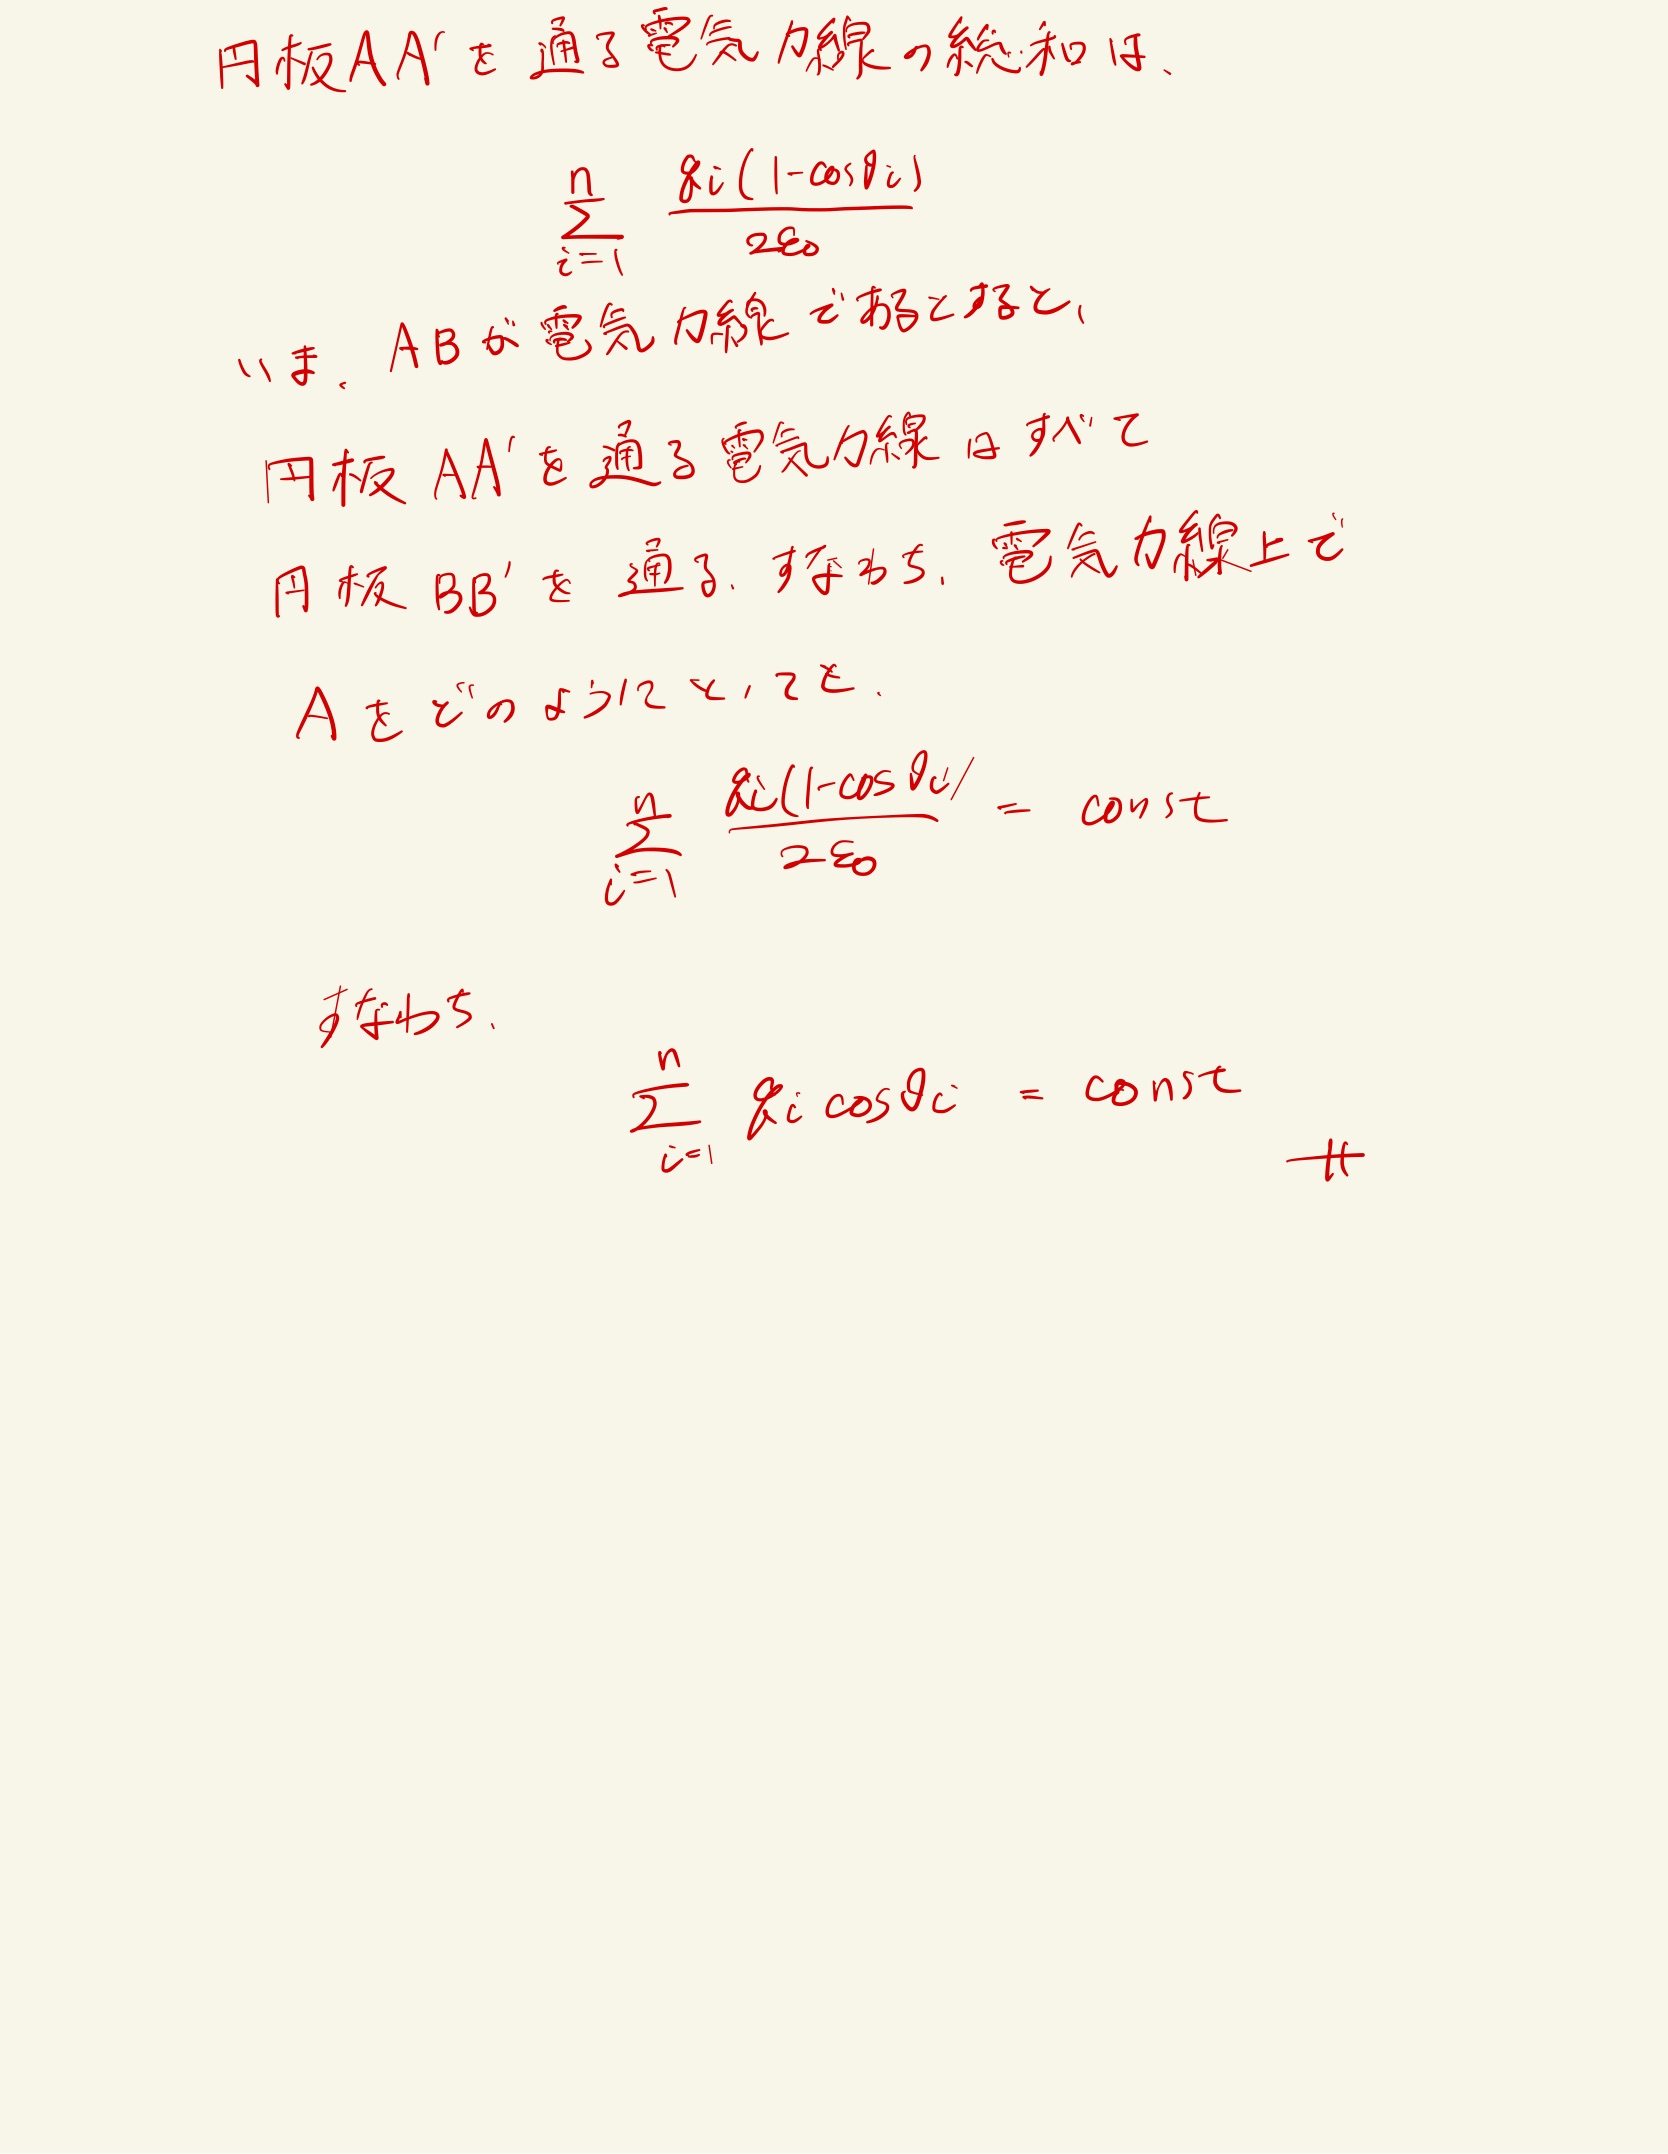 円板AA'を通る電気力線の総和は、
\sum_{i=1}^{n} \frac{q_i(1-\cos\theta_i)}{2\varepsilon_0}
いま、ABが電気力線であるとすると、
円板AA'を通る電気力線はすべて
円板BB'を通る、すなわち、電気力線上で
Aをどのようにとっても、
\sum_{i=1}^{n} \frac{q_i(1-\cos\theta_i)}{2\varepsilon_0} = const
すなわち、
\sum_{i=1}^{n} q_i \cos\theta_i = const